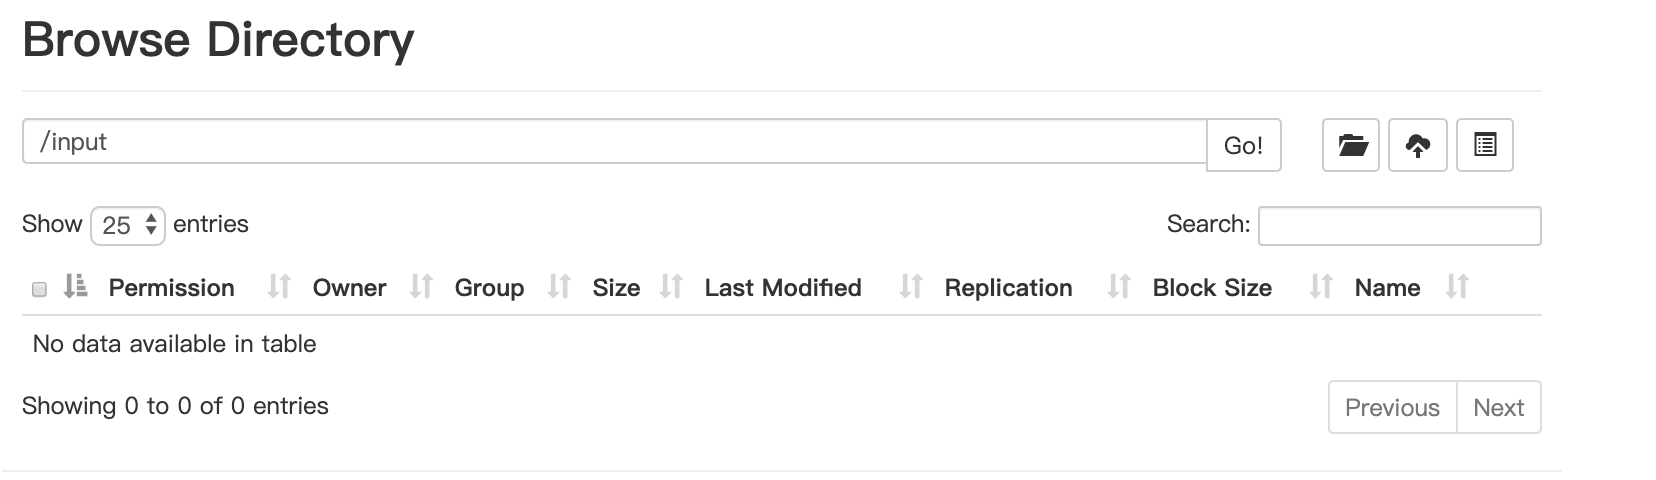 Browse Directory
/input Go!
Show 25 entries Search:
Permission Owner Group Size Last Modified Replication Block Size Name
No data available in table
Showing 0 to 0 of 0 entries Previous Next